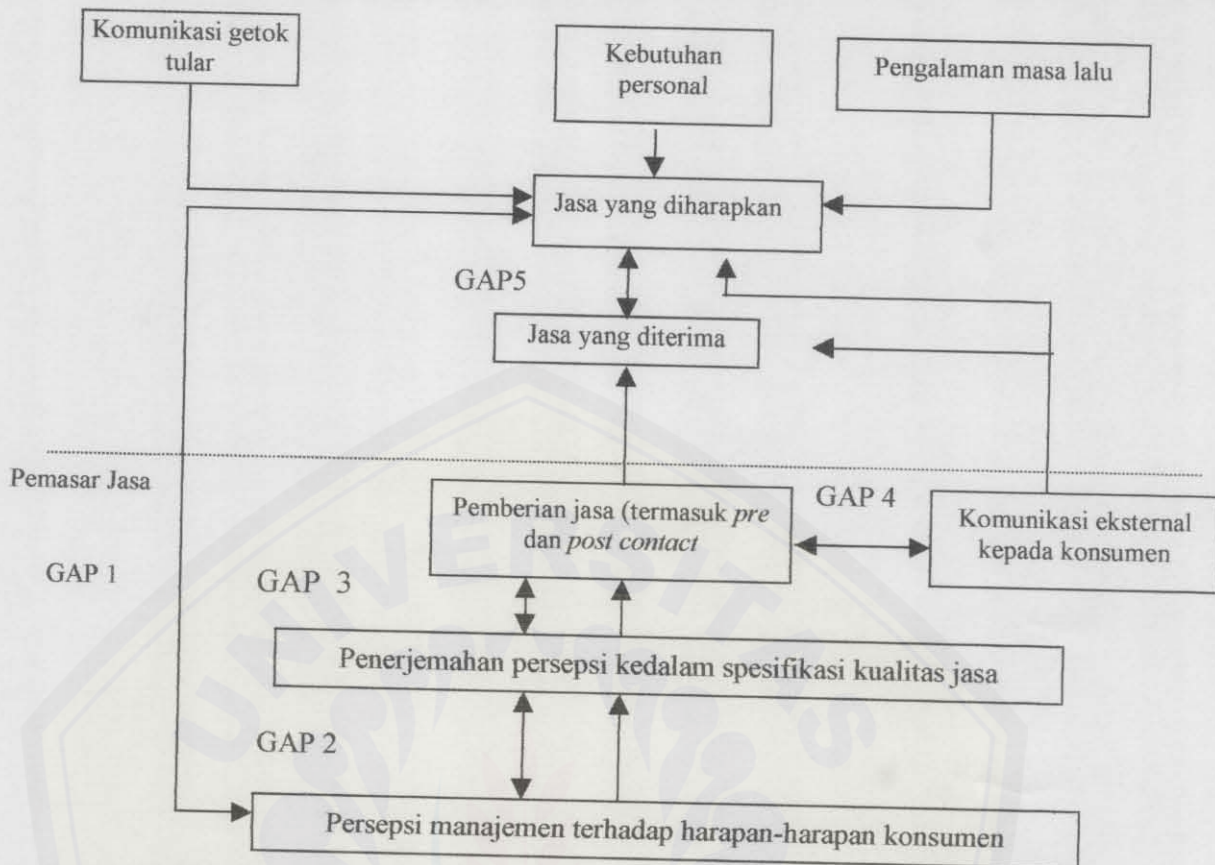 Komunikasi getok
tular
Kebutuhan
personal
Pengalaman masa lalu
Jasa yang diharapkan
GAP5
Jasa yang diterima
Pemasar Jasa
GAP 1
Pemberian jasa (termasuk pre
dan post contact
GAP 4
Komunikasi eksternal
kepada konsumen
GAP 3
Penerjemahan persepsi kedalam spesifikasi kualitas jasa
GAP 2
Persepsi manajemen terhadap harapan-harapan konsumen
UNIVERSITAS